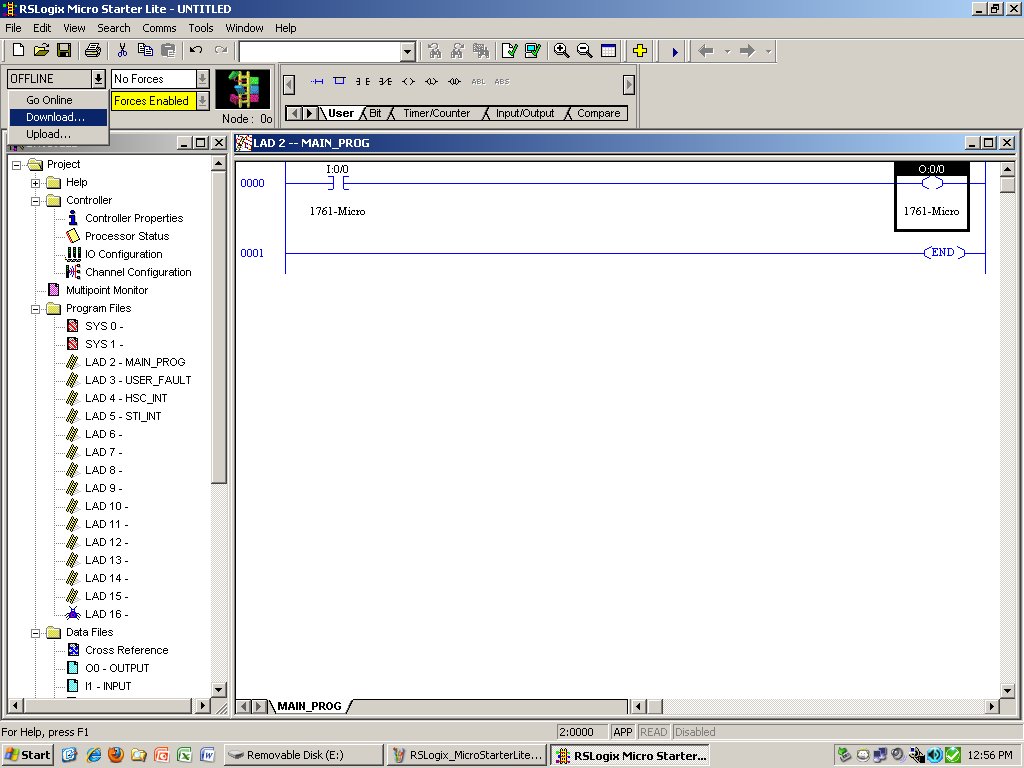 RSLogix Micro Starter Lite - UNTITLED
File Edit View Search Comms Tools Window Help
OFFLINE No Forces
Go Online
Forces Enabled
Download...
Upload...
Node : 0o
ABL ABS
User Bit Timer/Counter Input/Output Compare
LAD 2 -- MAIN_PROG
Project
Help
Controller
Controller Properties
Processor Status
IO Configuration
Channel Configuration
Multipoint Monitor
Program Files
SYS 0 -
SYS 1 -
LAD 2 - MAIN_PROG
LAD 3 - USER_FAULT
LAD 4 - HSC_INT
LAD 5 - STI_INT
LAD 6 -
LAD 7 -
LAD 8 -
LAD 9 -
LAD 10 -
LAD 11 -
LAD 12 -
LAD 13 -
LAD 14 -
LAD 15 -
LAD 16 -
Data Files
Cross Reference
O0 - OUTPUT
I1 - INPUT
I:0/0 O:0/0
0000
1761-Micro 1761-Micro
0001 END
MAIN_PROG
For Help, press F1 2:0000 APP READ Disabled
Start Removable Disk (E:) RSLogix_MicroStarterLite... RSLogix Micro Starter... 12:56 PM